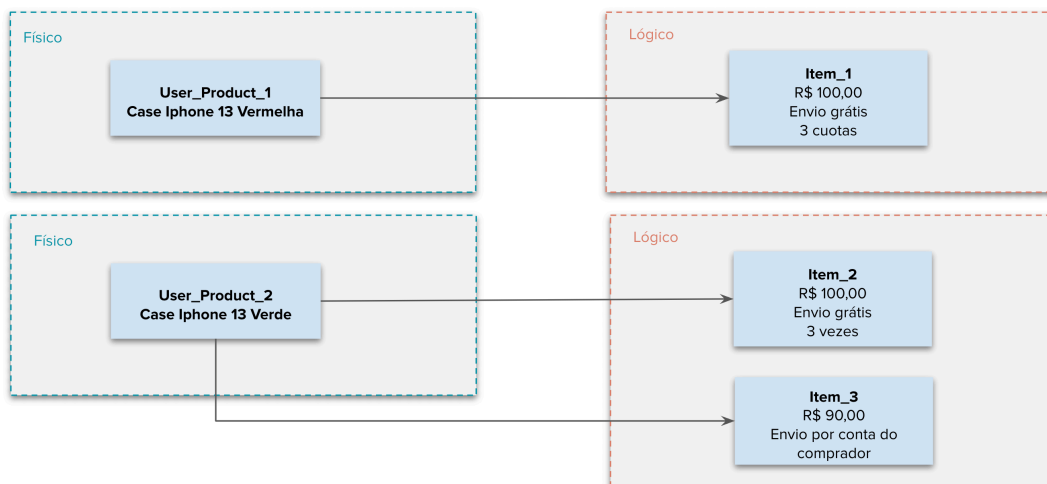 Físico
User_Product_1
Case Iphone 13 Vermelha
Lógico
Item_1
R$ 100,00
Envio grátis
3 cuotas
Físico
User_Product_2
Case Iphone 13 Verde
Lógico
Item_2
R$ 100,00
Envio grátis
3 vezes
Item_3
R$ 90,00
Envio por conta do
comprador